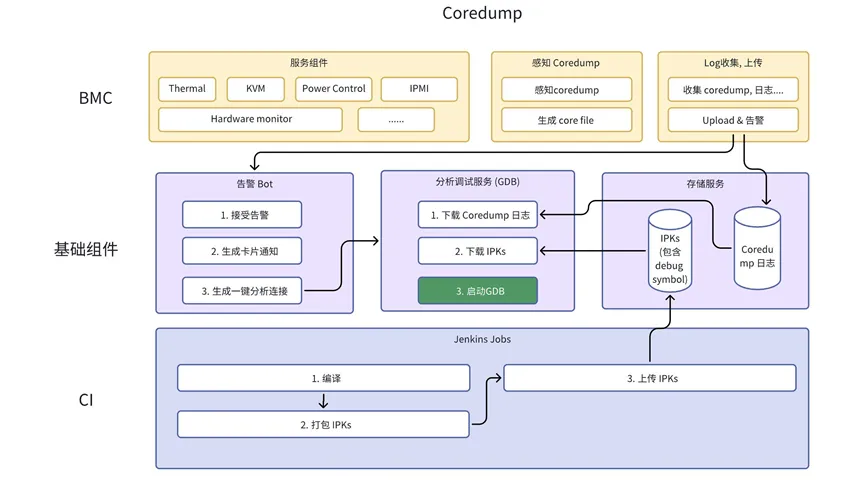 Coredump
BMC
服务组件
Thermal
KVM
Power Control
IPMI
Hardware monitor
......
感知 Coredump
感知coredump
生成 core file
Log收集, 上传
收集 coredump, 日志....
Upload & 告警
基础组件
告警 Bot
1. 接受告警
2. 生成卡片通知
3. 生成一键分析连接
分析调试服务 (GDB)
1. 下载 Coredump 日志
2. 下载 IPKs
3. 启动GDB
存储服务
IPKs
(包含
debug
symbol)
Coredu
mp 日志
CI
Jenkins Jobs
1. 编译
2. 打包 IPKs
3. 上传 IPKs